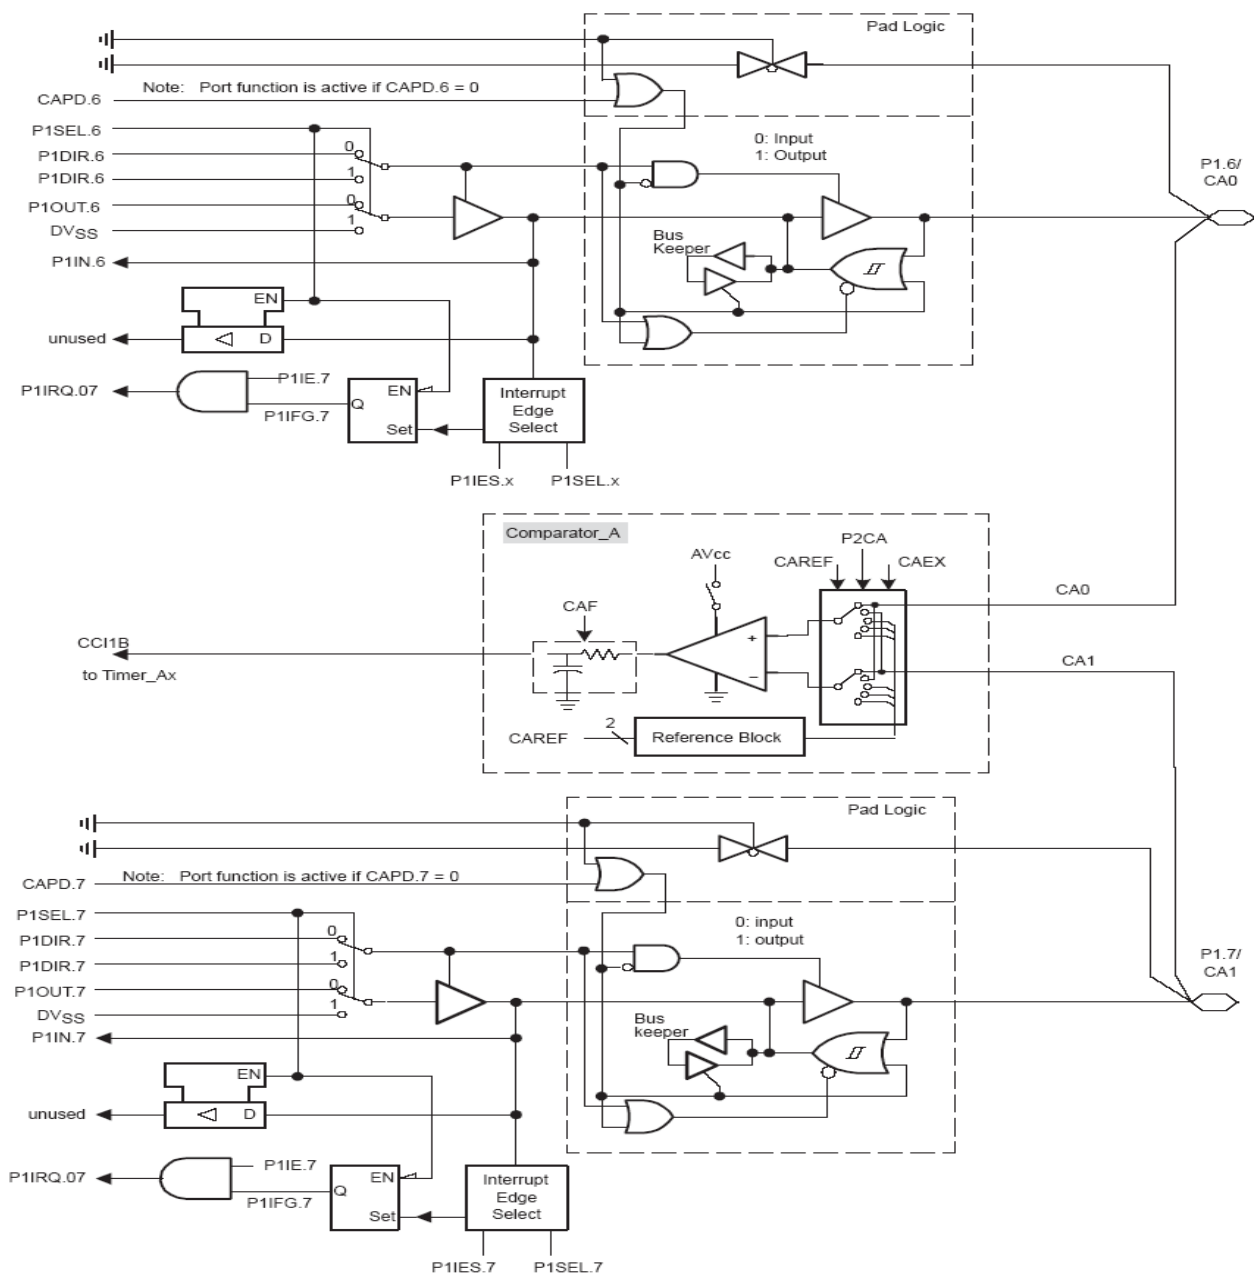 Pad Logic
Note: Port function is active if CAPD.6 = 0
CAPD.6
P1SEL.6
0
P1DIR.6
1
P1DIR.6
0
P1OUT.6
1
DVSS
P1IN.6
0: Input
1: Output
P1.6/
CA0
Bus
Keeper
EN
unused
D
P1IE.7
P1IRQ.07
P1IFG.7
EN
Q
Set
Interrupt
Edge
Select
P1IES.x
P1SEL.x
Comparator_A
P2CA
AVcc
CAREF
CAEX
CA0
CAF
+
CCI1B
to Timer_Ax
CA1
−
2
CAREF
Reference Block
Pad Logic
Note: Port function is active if CAPD.7 = 0
CAPD.7
P1SEL.7
0
P1DIR.7
1
P1DIR.7
0
P1OUT.7
1
DVSS
P1IN.7
0: input
1: output
P1.7/
CA1
Bus
keeper
EN
unused
D
P1IE.7
P1IRQ.07
P1IFG.7
EN
Q
Set
Interrupt
Edge
Select
P1IES.7
P1SEL.7